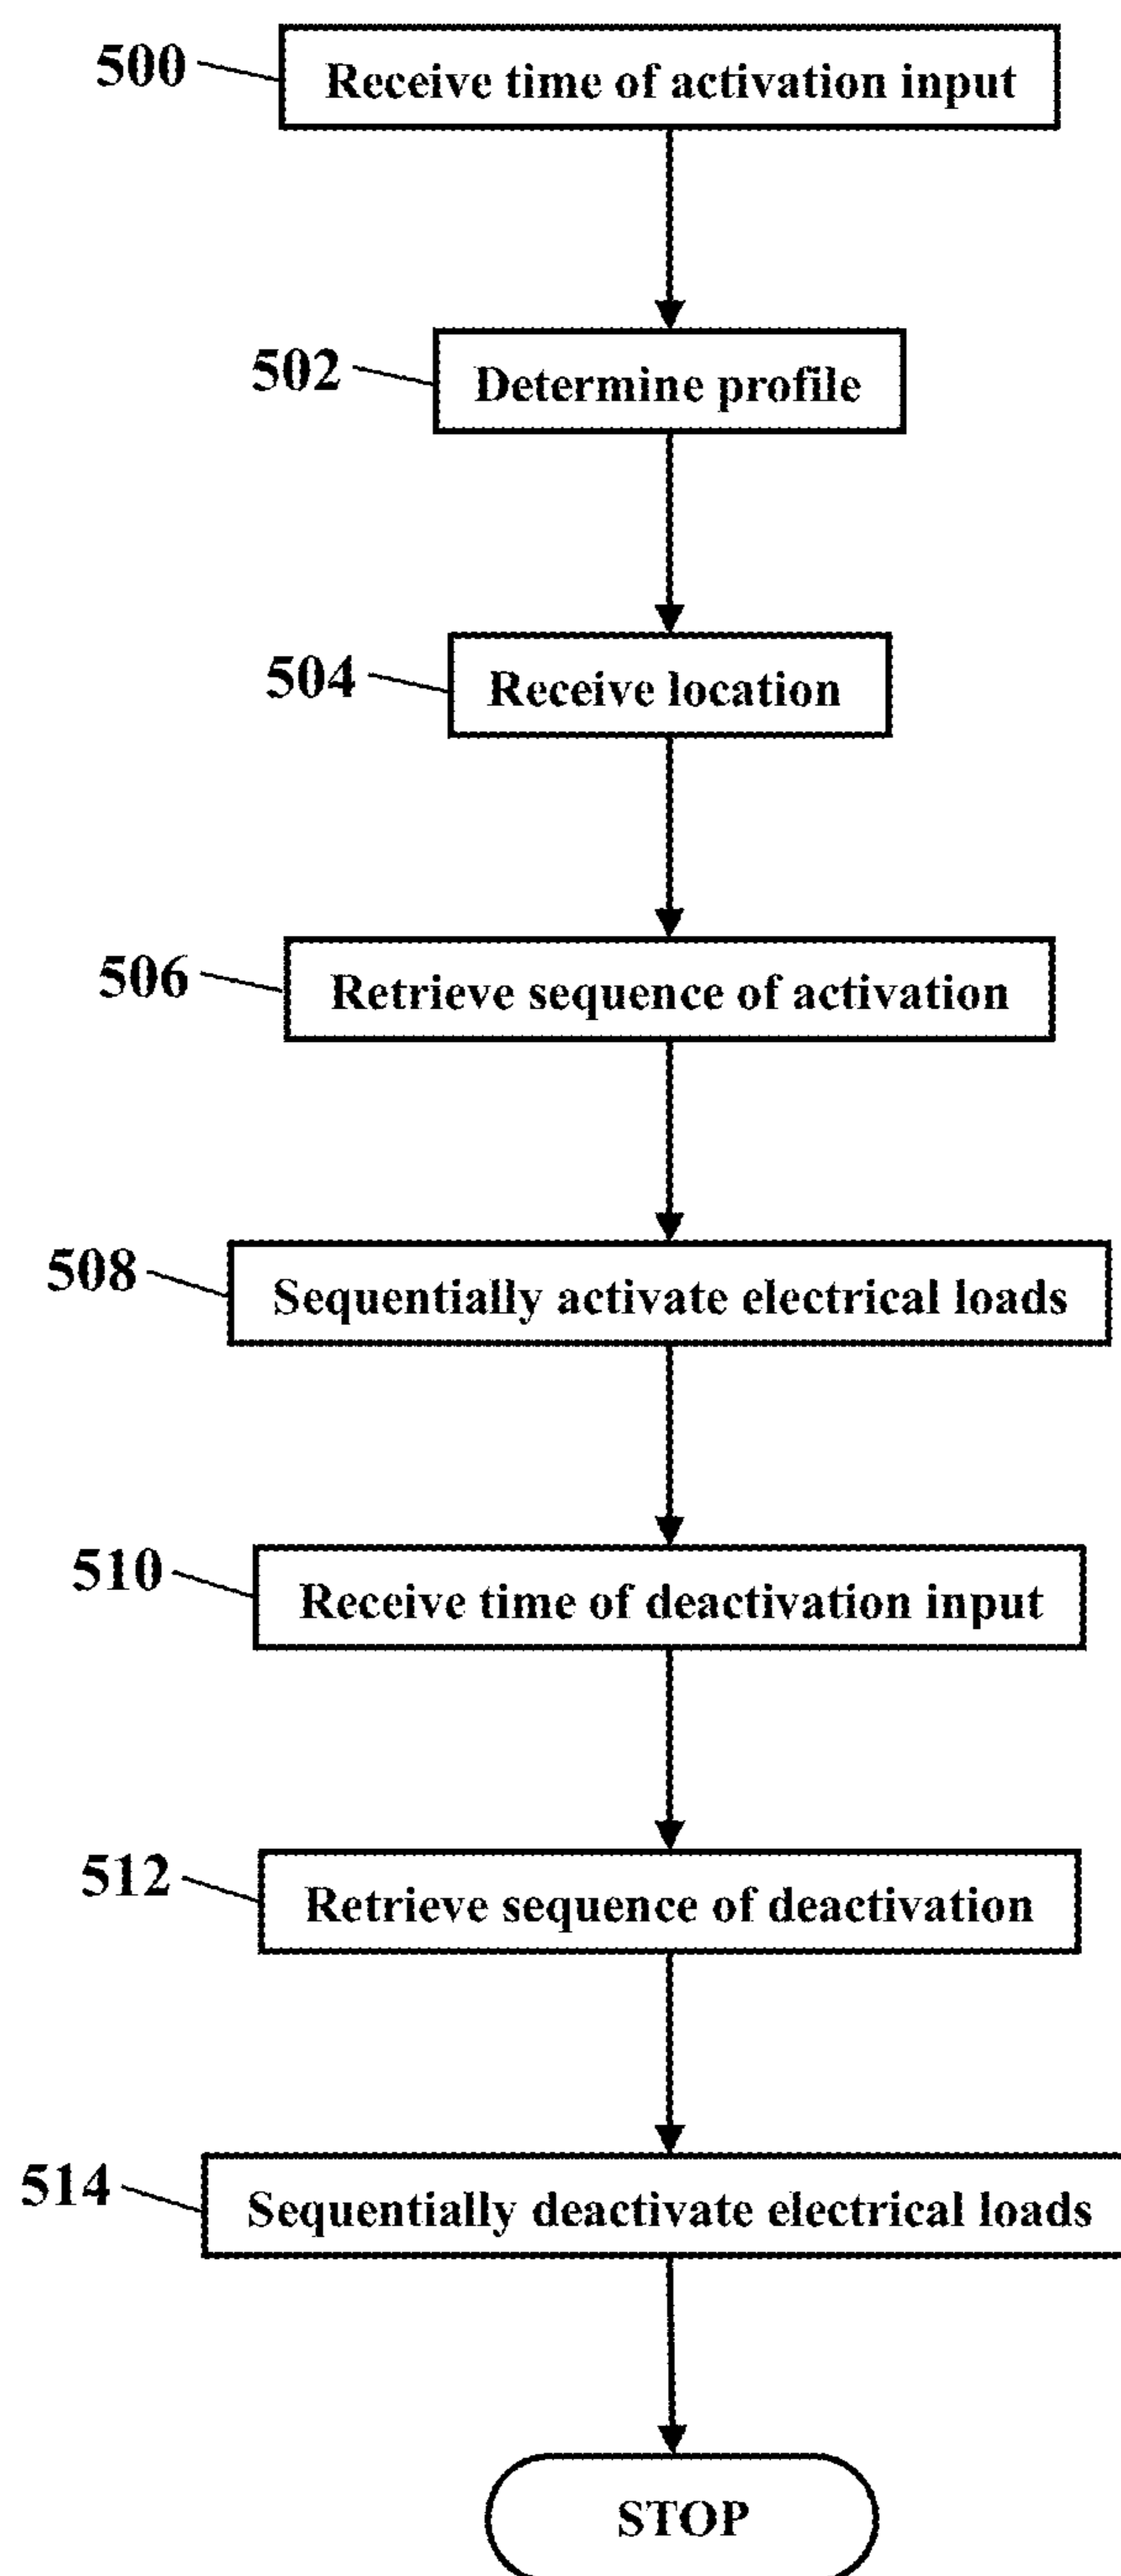 500 Receive time of activation input
502 Determine profile
504 Receive location
506 Retrieve sequence of activation
508 Sequentially activate electrical loads
510 Receive time of deactivation input
512 Retrieve sequence of deactivation
514 Sequentially deactivate electrical loads
STOP